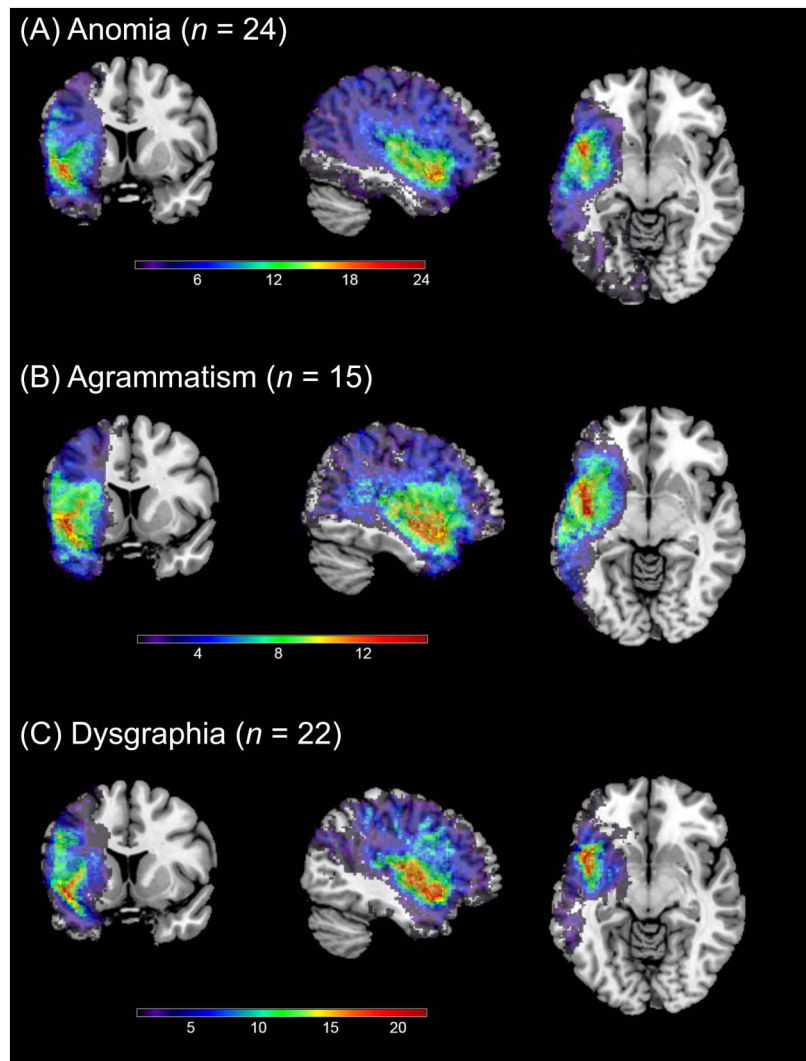 (A) Anomia (n = 24)
6 12 18 24
(B) Agrammatism (n = 15)
4 8 12
(C) Dysgraphia (n = 22)
5 10 15 20